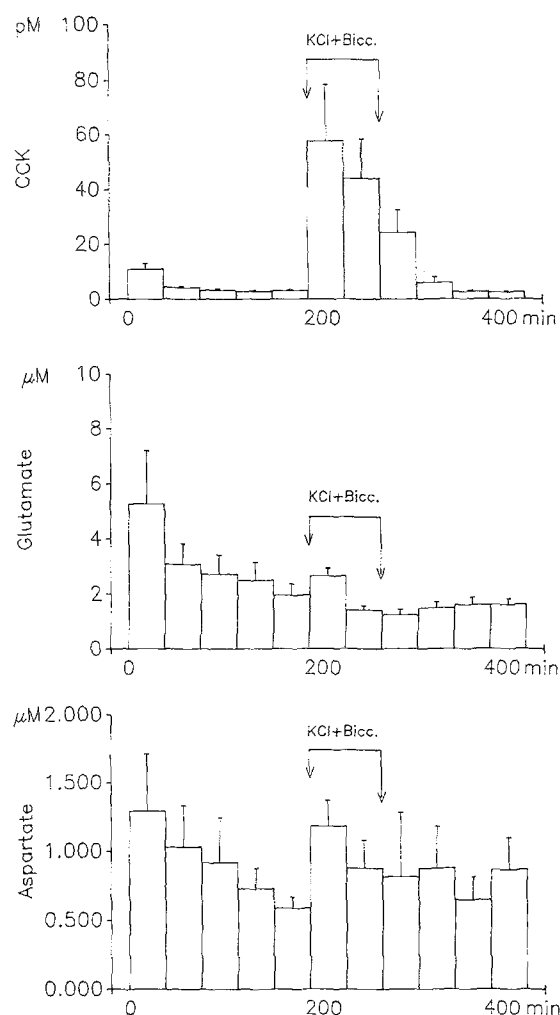 pM 100
KCl+Bicc.
80
60
CCK
40
20
0
0 200 400 min
μM 10
8
KCl+Bicc.
6
Glutamate
4
2
0
0 200 400 min
μM 2.000
KCl+Bicc.
1.500
Aspartate
1.000
0.500
0.000
0 200 400 min